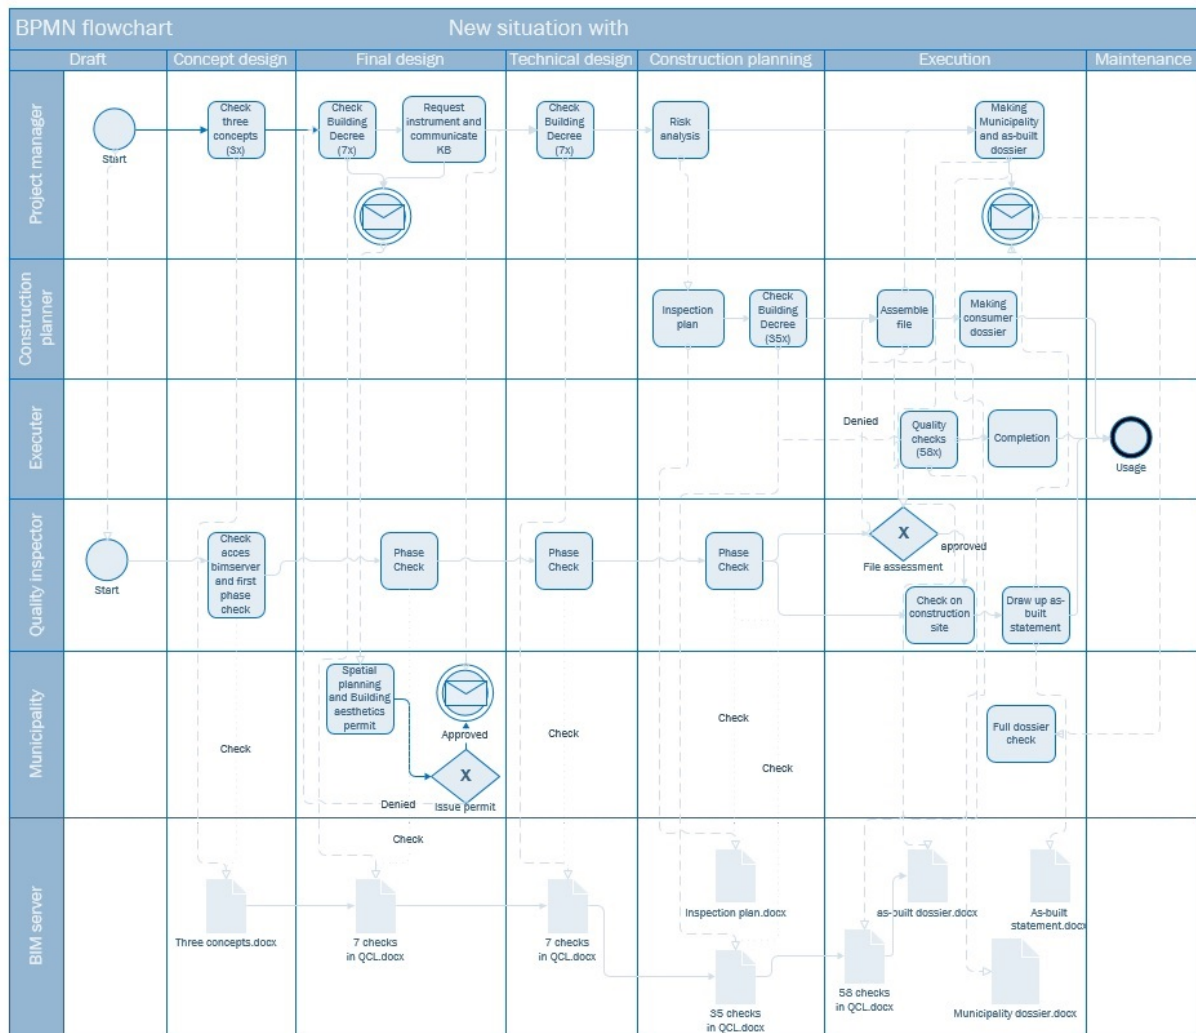 BPMN flowchart
New situation with
Draft
Concept design
Final design
Technical design
Construction planning
Execution
Maintenance
Project manager
Start
Check
three
concepts
(3x)
Check
Building
Decree
(7x)
Request
instrument and
communicate
KB
Check
Building
Decree
(7x)
Risk
analysis
Making
Municipality
and as-built
dossier
Construction
planner
Inspection
plan
Check
Building
Decree
(35x)
Assemble
file
Making
consumer
dossier
Executer
Denied
Quality
checks
(58x)
Completion
Usage
Quality inspector
Start
Check
acces
bimserver
and first
phase
check
Phase
Check
Phase
Check
Phase
Check
X
approved
File assessment
Check on
construction
site
Draw up as-
built
statement
Municipality
Check
Spatial
planning
and Building
aesthetics
permit
Approved
X
Denied
Issue permit
Check
Check
Check
Full dossier
check
BIM server
Check
Three concepts.docx
7 checks
in QCL.docx
7 checks
in QCL.docx
Inspection plan.docx
35 checks
in QCL.docx
as-built dossier.docx
As-built
statement.docx
58 checks
in QCL.docx
Municipality dossier.docx